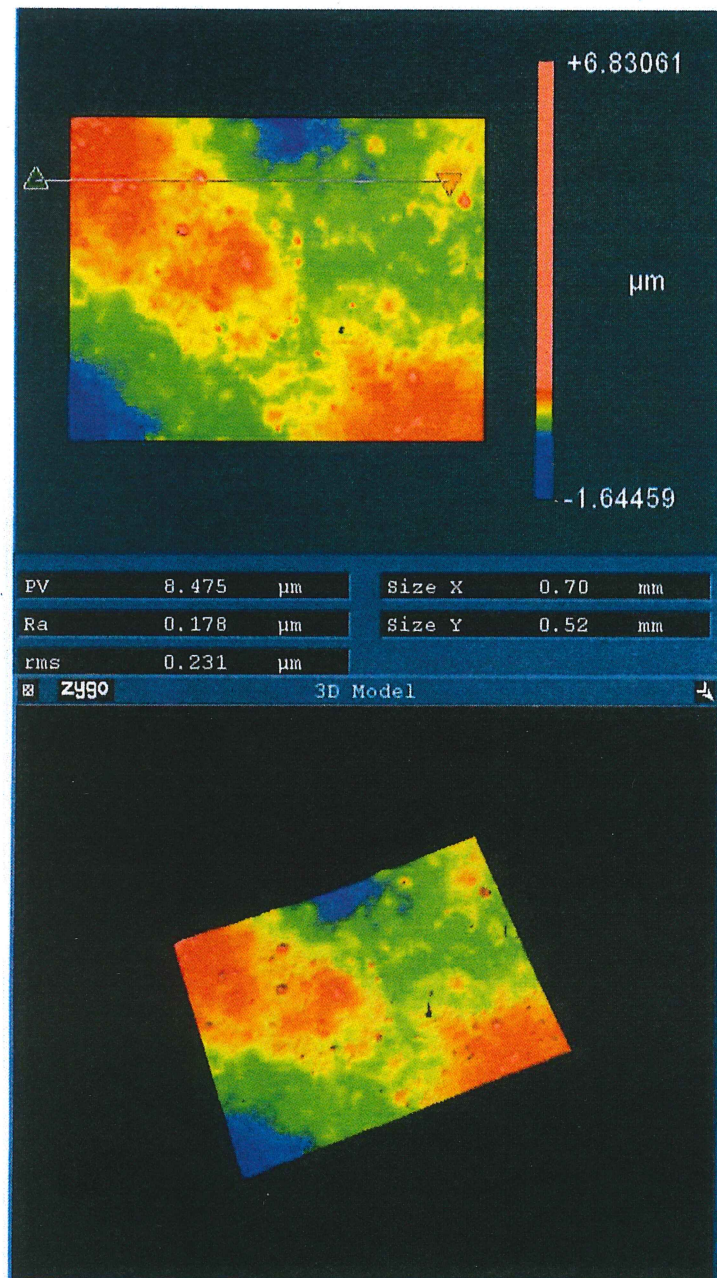 +6.83061
µm
-1.64459
PV 8.475 µm Size X 0.70 mm
Ra 0.178 µm Size Y 0.52 mm
rms 0.231 µm
zygo 3D Model